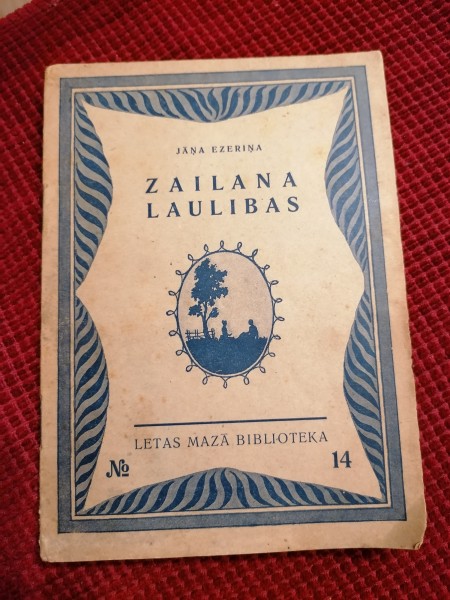 JĀŅA EZERIŅA
ZAILANA
LAULIBAS
LETAS MAZĀ BIBLIOTEKA
№ 14